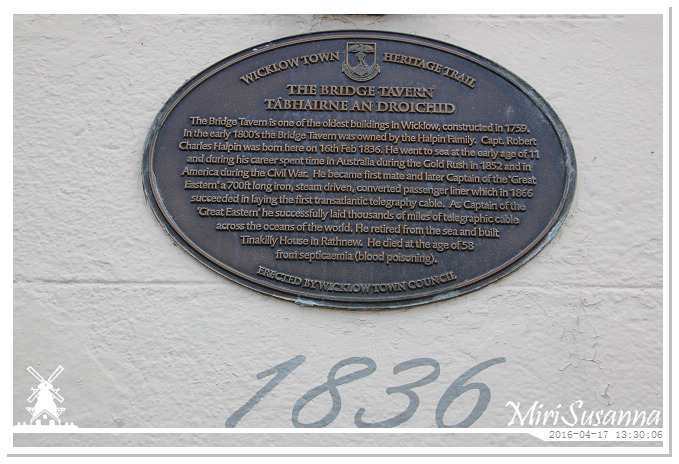 WICKLOW TOWN HERITAGE TRAIL
THE BRIDGE TAVERN
TÁBHAIRNE AN DROICHID
The Bridge Tavern is one of the oldest buildings in Wicklow, constructed in 1759.
In the early 1800's the Bridge Tavern was owned by the Halpin Family. Capt. Robert
Charles Halpin was born here on 16th Feb 1836. He went to sea at the early age of 11
and during his career spent time in Australia during the Gold Rush in 1852 and in
America during the Civil War. He became first mate and later Captain of the 'Great
Eastern' a 700ft long iron, steam driven, converted passenger liner which in 1866
succeeded in laying the first transatlantic telegraphy cable. As Captain of the
'Great Eastern' he successfully laid thousands of miles of telegraphic cable
across the oceans of the world. He retired from the sea and built
Tinakilly House in Rathnew. He died at the age of 58
from septicaemia (blood poisoning).
ERECTED BY WICKLOW TOWN COUNCIL
1836
MiriSusanna
2016-04-17 13:30:06